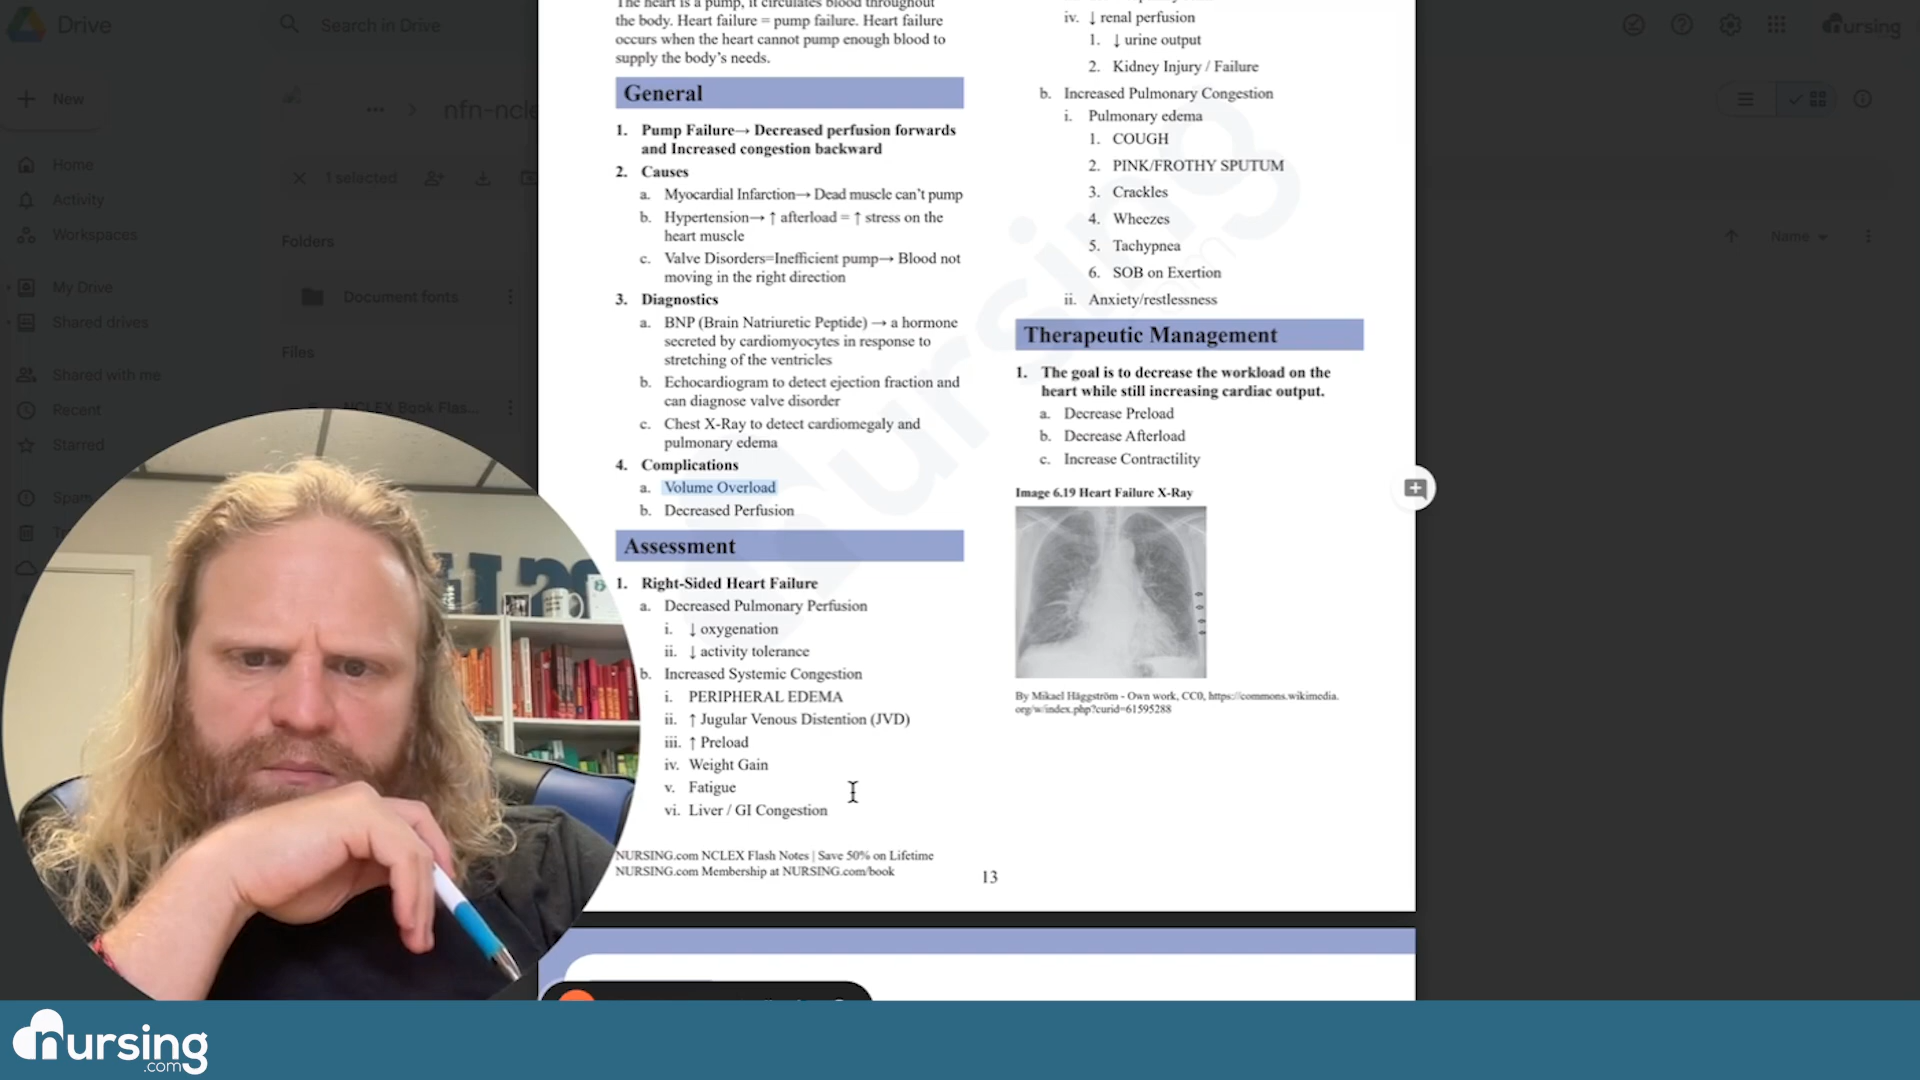 Drive
Search in Drive
New
nfn-ncle
1 selected
Home
Activity
Workspaces
My Drive
Shared drives
Shared with me
Recent
Starred
Spam
Folders
Document fonts
Files
NCLEX Book Flas...
Name
nursing
The heart is a pump, it circulates blood throughout
the body. Heart failure = pump failure. Heart failure
occurs when the heart cannot pump enough blood to
supply the body's needs.
General
1. Pump Failure→ Decreased perfusion forwards
and Increased congestion backward
2. Causes
a. Myocardial Infarction→ Dead muscle can't pump
b. Hypertension→ ↑ afterload = ↑ stress on the
heart muscle
c. Valve Disorders=Inefficient pump→ Blood not
moving in the right direction
3. Diagnostics
a. BNP (Brain Natriuretic Peptide) → a hormone
secreted by cardiomyocytes in response to
stretching of the ventricles
b. Echocardiogram to detect ejection fraction and
can diagnose valve disorder
c. Chest X-Ray to detect cardiomegaly and
pulmonary edema
4. Complications
a. Volume Overload
b. Decreased Perfusion
Assessment
1. Right-Sided Heart Failure
a. Decreased Pulmonary Perfusion
i. ↓ oxygenation
ii. ↓ activity tolerance
b. Increased Systemic Congestion
i. PERIPHERAL EDEMA
ii. ↑ Jugular Venous Distention (JVD)
iii. ↑ Preload
iv. Weight Gain
v. Fatigue
vi. Liver / GI Congestion
iv. ↓ renal perfusion
1. ↓ urine output
2. Kidney Injury / Failure
b. Increased Pulmonary Congestion
i. Pulmonary edema
1. COUGH
2. PINK/FROTHY SPUTUM
3. Crackles
4. Wheezes
5. Tachypnea
6. SOB on Exertion
ii. Anxiety/restlessness
Therapeutic Management
1. The goal is to decrease the workload on the
heart while still increasing cardiac output.
a. Decrease Preload
b. Decrease Afterload
c. Increase Contractility
Image 6.19 Heart Failure X-Ray
By Mikael Häggström - Own work, CC0, https://commons.wikimedia.
org/w/index.php?curid=61595288
NURSING.com NCLEX Flash Notes | Save 50% on Lifetime
NURSING.com Membership at NURSING.com/book
13
nursing
.com